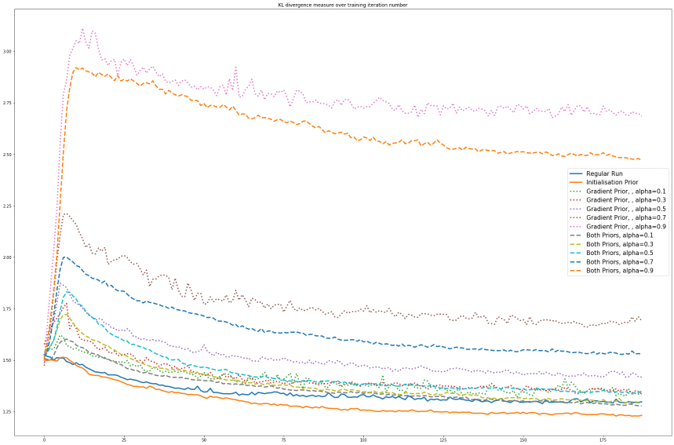 KL divergence measure over training iteration number
3.00
2.75
2.50
2.25
2.00
1.75
1.50
1.25
0
25
50
75
100
125
150
175
Regular Run
Initialisation Prior
Gradient Prior, , alpha=0.1
Gradient Prior, , alpha=0.3
Gradient Prior, , alpha=0.5
Gradient Prior, , alpha=0.7
Gradient Prior, , alpha=0.9
Both Priors, alpha=0.1
Both Priors, alpha=0.3
Both Priors, alpha=0.5
Both Priors, alpha=0.7
Both Priors, alpha=0.9